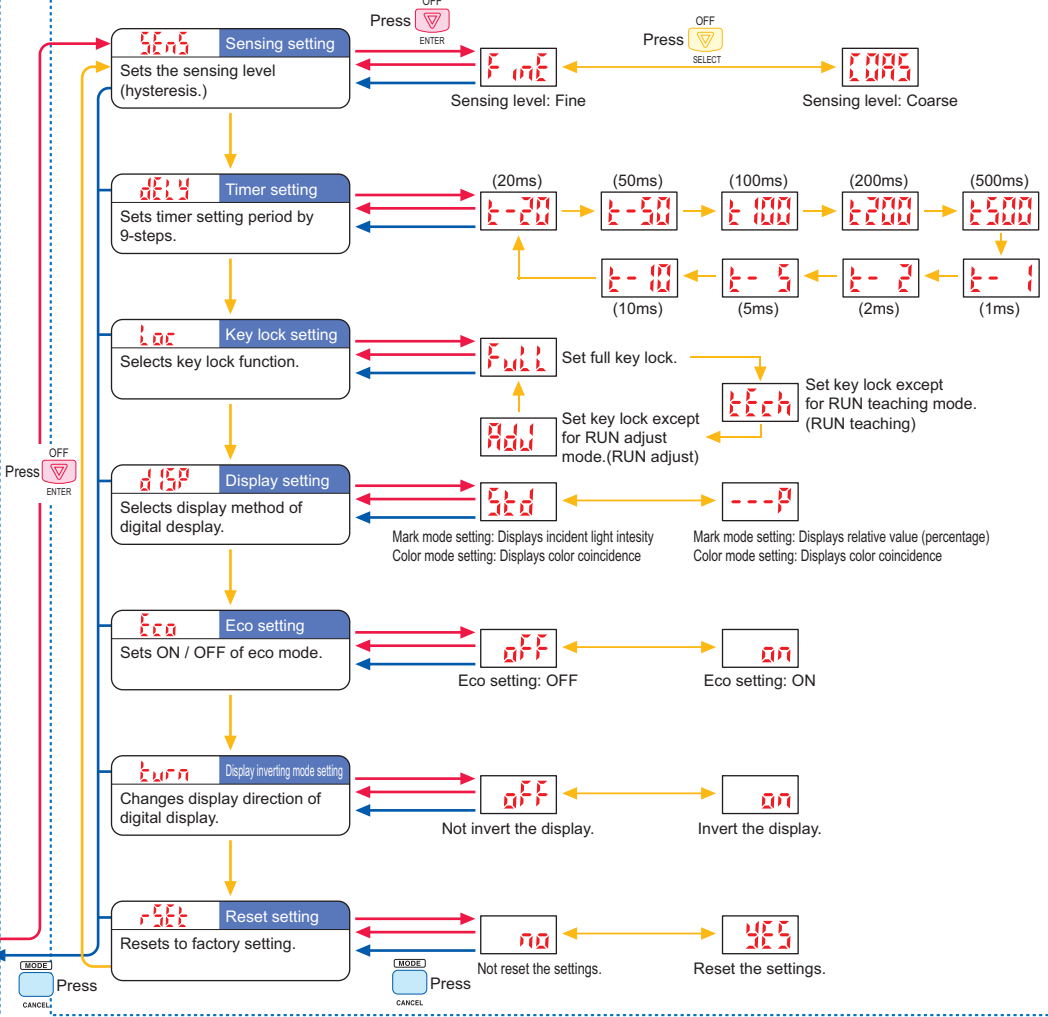 OFF
Press
ENTER
OFF
Press
SELECT
SEnS Sensing setting
Sets the sensing level
(hysteresis.)
FinE
Sensing level: Fine
COAS
Sensing level: Coarse
dELY Timer setting
Sets timer setting period by
9-steps.
(20ms) (50ms) (100ms) (200ms) (500ms)
t-20 t-50 t100 t200 t500
t-10 t- 5 t- 2 t- 1
(10ms) (5ms) (2ms) (1ms)
Loc Key lock setting
Selects key lock function.
FuLL
Set full key lock.
tEch
Set key lock except
for RUN teaching mode.
(RUN teaching)
AdJ
Set key lock except
for RUN adjust
mode.(RUN adjust)
OFF
Press
ENTER
diSP Display setting
Selects display method of
digital desplay.
Std
Mark mode setting: Displays incident light intesity
Color mode setting: Displays color coincidence
---P
Mark mode setting: Displays relative value (percentage)
Color mode setting: Displays color coincidence
Eco Eco setting
Sets ON / OFF of eco mode.
oFF
Eco setting: OFF
on
Eco setting: ON
turn Display inverting mode setting
Changes display direction of
digital display.
oFF
Not invert the display.
on
Invert the display.
rSEt Reset setting
Resets to factory setting.
no
Not reset the settings.
YES
Reset the settings.
MODE
Press
CANCEL
MODE
Press
CANCEL